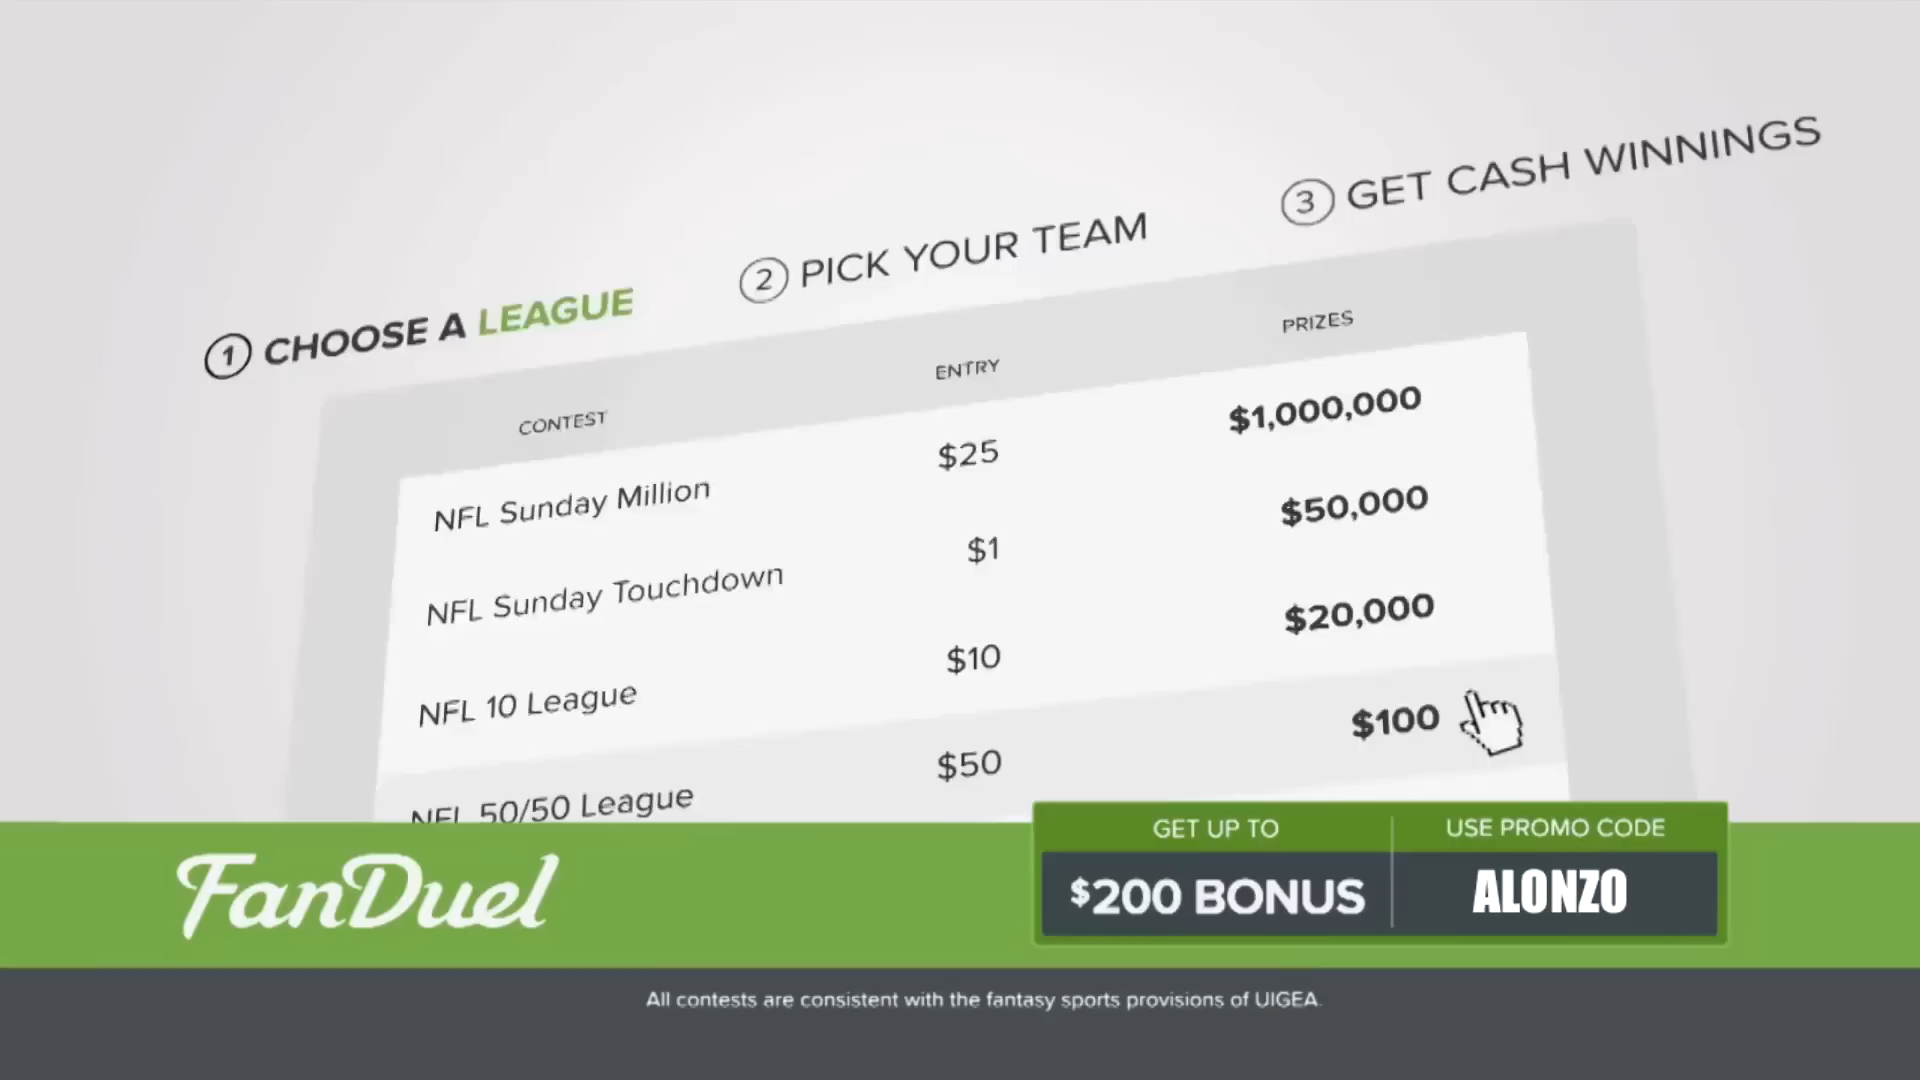 1 CHOOSE A LEAGUE
2 PICK YOUR TEAM
3 GET CASH WINNINGS
CONTEST ENTRY PRIZES
NFL Sunday Million $25 $1,000,000
NFL Sunday Touchdown $1 $50,000
NFL 10 League $10 $20,000
NFL 50/50 League $50 $100
FanDuel
GET UP TO
$200 BONUS
USE PROMO CODE
ALONZO
All contests are consistent with the fantasy sports provisions of UIGEA.